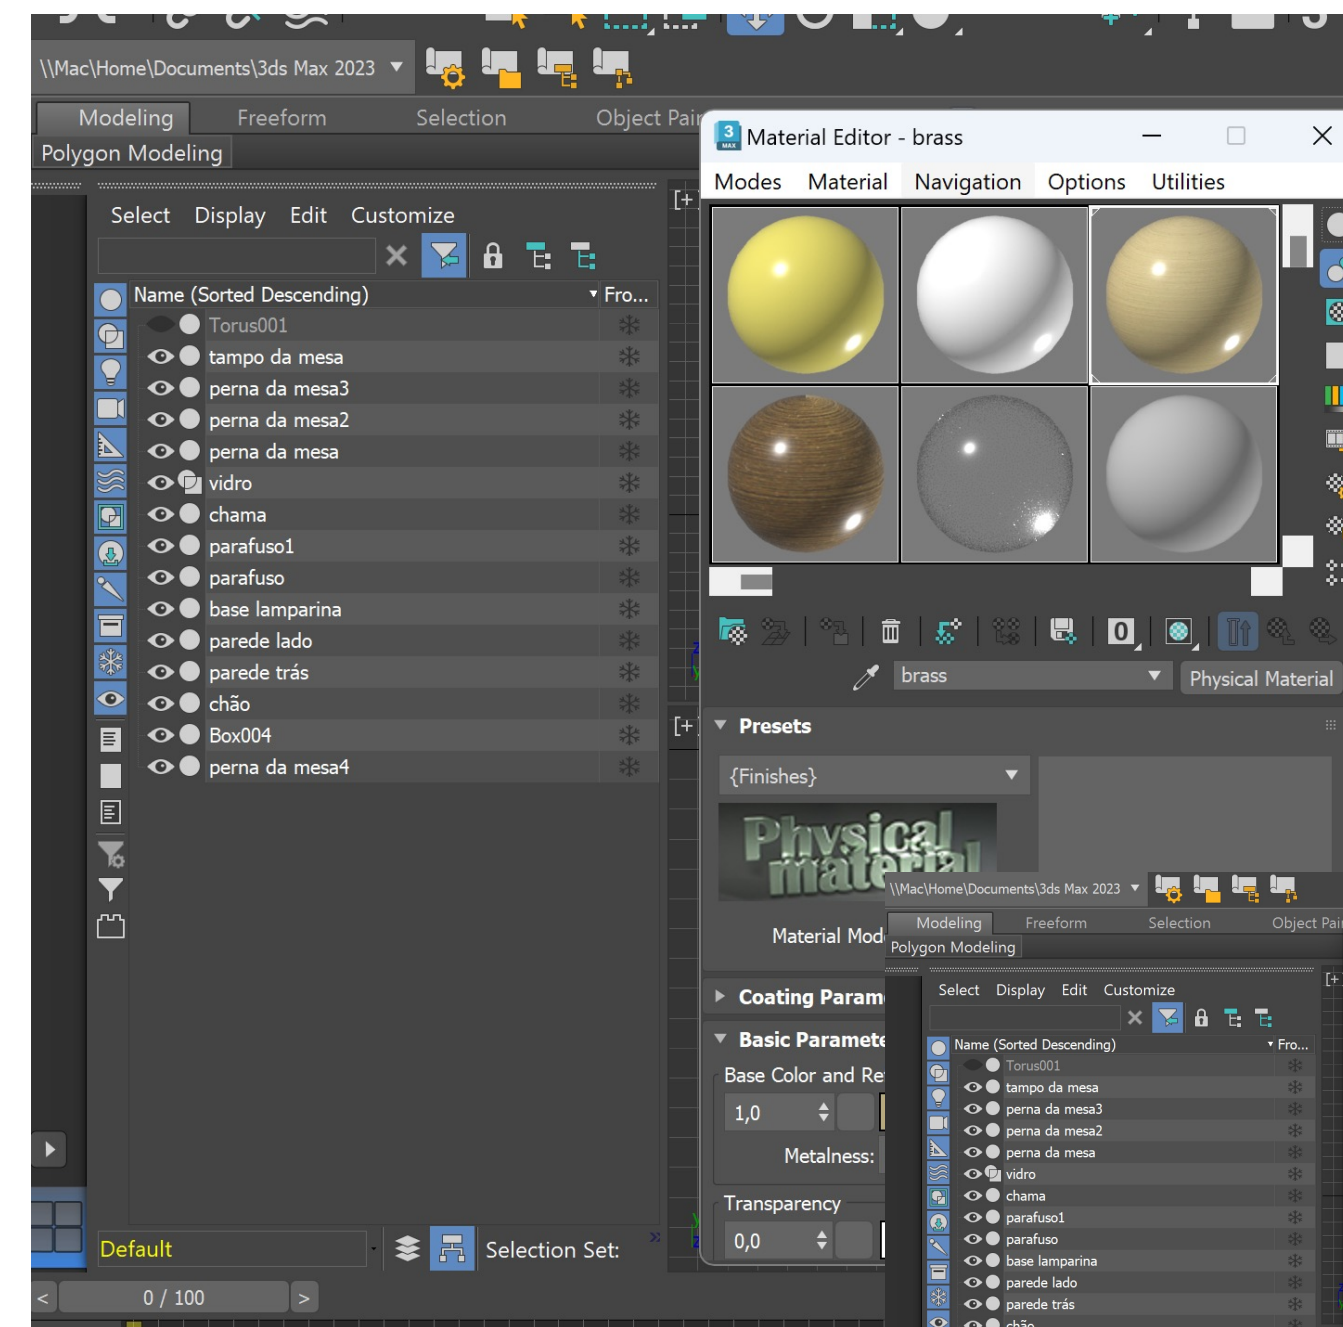 \\Mac\Home\Documents\3ds Max 2023
Modeling Freeform Selection Object Pai
Polygon Modeling
Select Display Edit Customize
Name (Sorted Descending) Fro...
Torus001
tampo da mesa
perna da mesa3
perna da mesa2
perna da mesa
vidro
chama
parafuso1
parafuso
base lamparina
parede lado
parede trás
chão
Box004
perna da mesa4
Default
Selection Set:
0 / 100
[+
[+
3
MAX
Material Editor - brass
Modes Material Navigation Options Utilities
0
brass Physical Material
Presets
{Finishes}
Physical
material
Material Mod
Coating Param
Basic Paramete
Base Color and Re
1,0
Metalness:
Transparency
0,0
\\Mac\Home\Documents\3ds Max 2023
Modeling Freeform Selection Object Pai
Polygon Modeling
[+
Select Display Edit Customize
Name (Sorted Descending) Fro...
Torus001
tampo da mesa
perna da mesa3
perna da mesa2
perna da mesa
vidro
chama
parafuso1
parafuso
base lamparina
parede lado
parede trás
chão